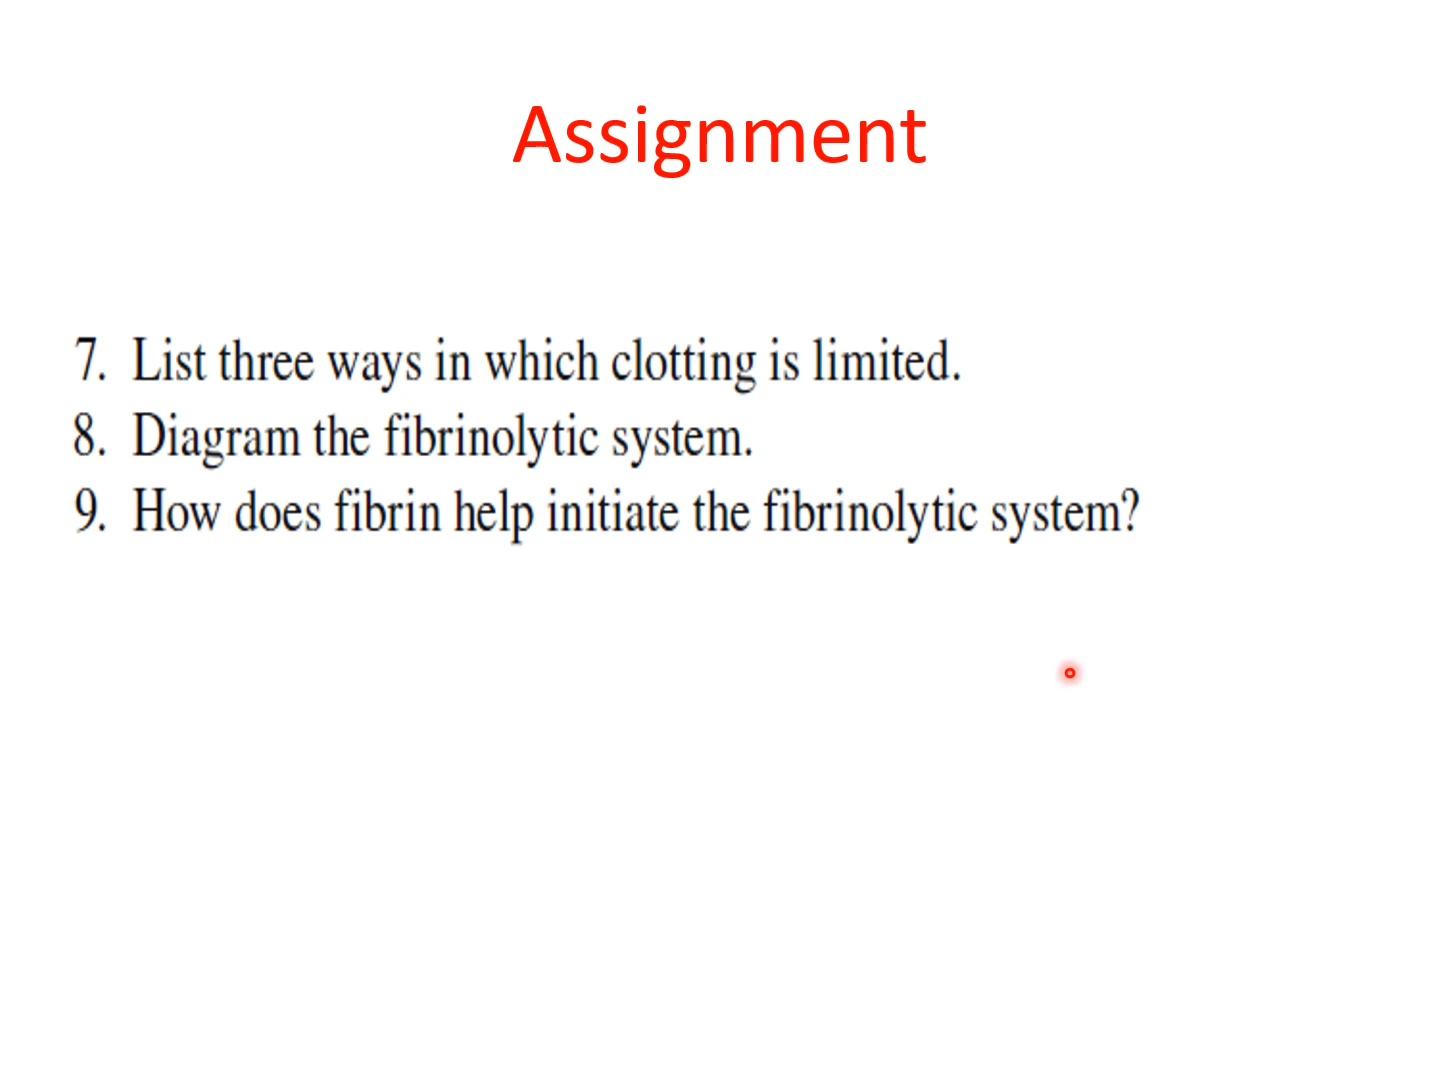 Assignment
7. List three ways in which clotting is limited.
8. Diagram the fibrinolytic system.
9. How does fibrin help initiate the fibrinolytic system?